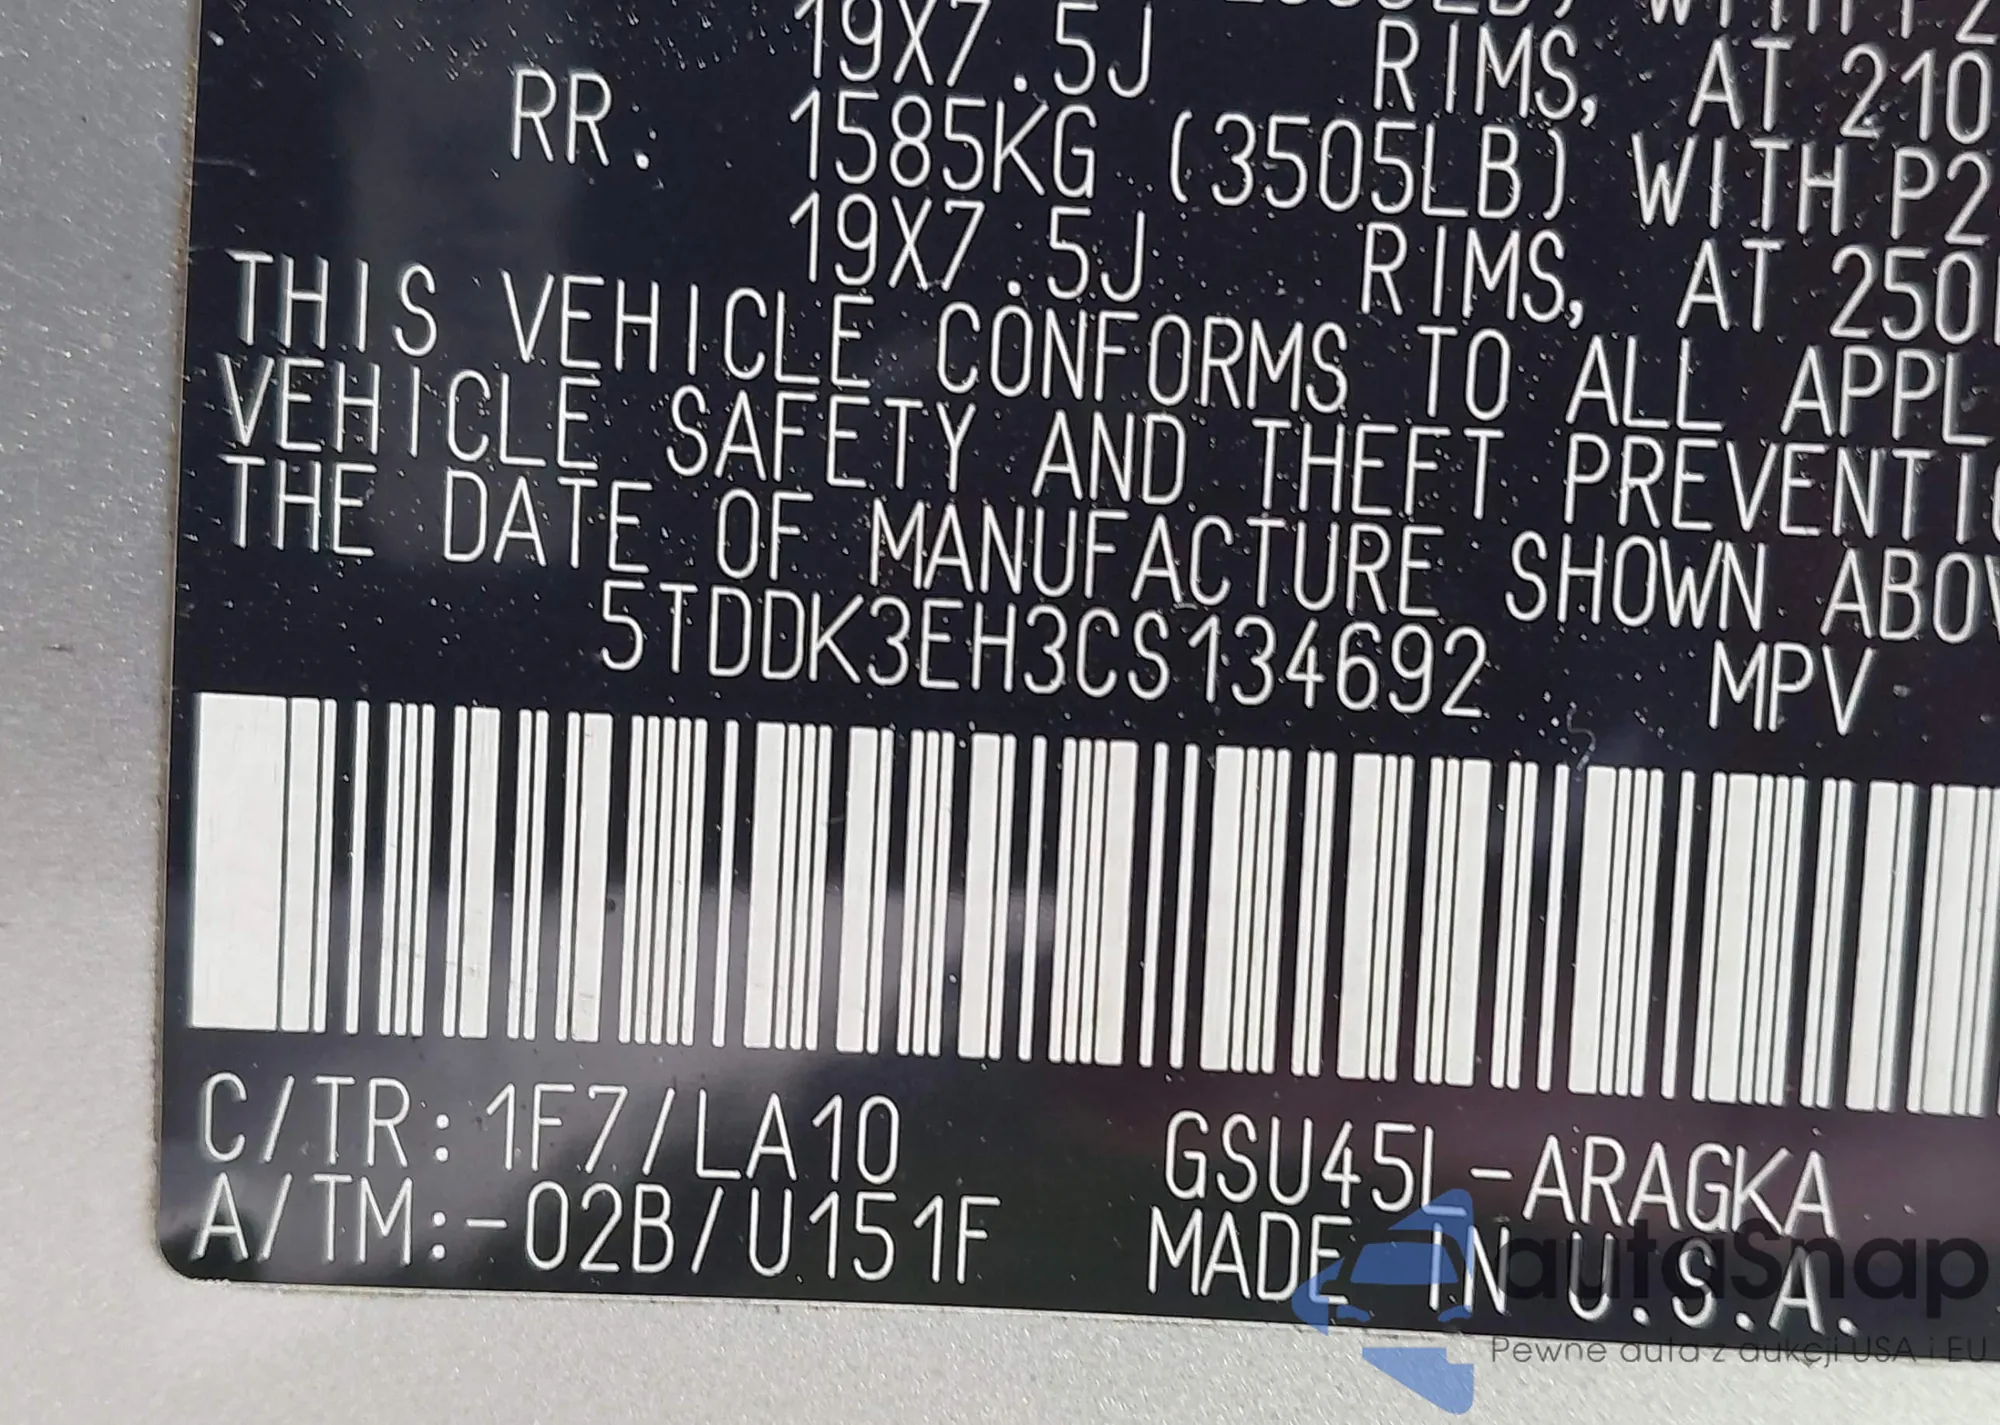 19X7.5J RIMS, AT 210
RR: 1585KG (3505LB) WITH P2
19X7.5J RIMS, AT 250
THIS VEHICLE CONFORMS TO ALL APPL
VEHICLE SAFETY AND THEFT PREVENTI
THE DATE OF MANUFACTURE SHOWN ABOV
5TDDK3EH3CS134692 MPV
C/TR:1F7/LA10 GSU45L-ARAGKA
A/TM:-02B/U151F MADE IN U.S.A.
autaSnap
Pewne auta z aukcji USA i EU